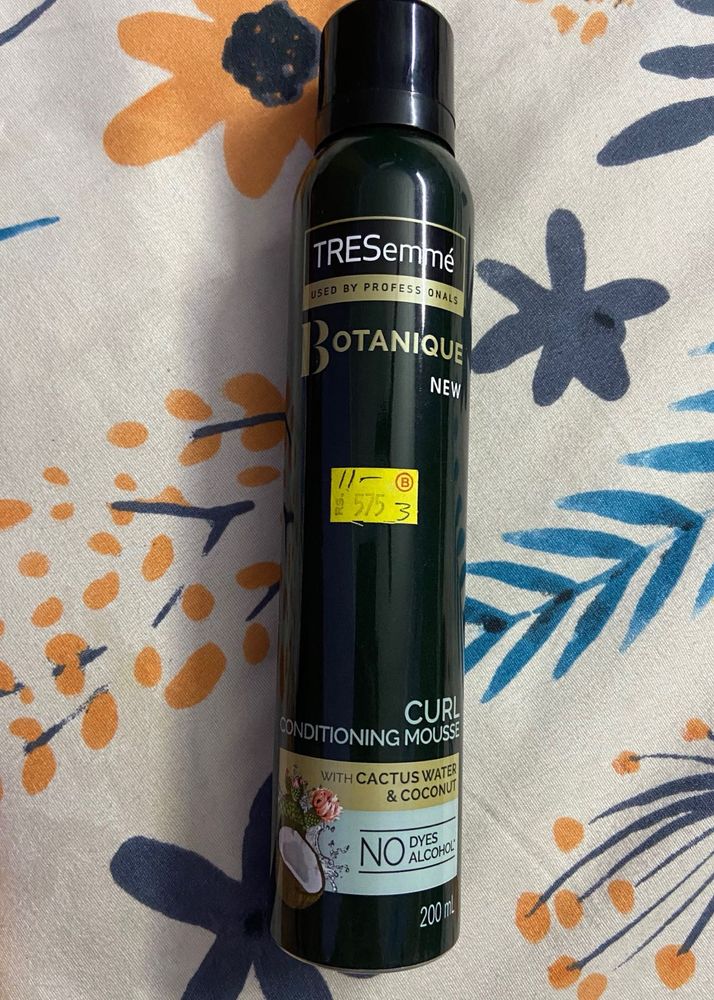 TRESemmé
USED BY PROFESSIONALS
BOTANIQUE
NEW
11- B
RS. 575 3
CURL
CONDITIONING MOUSSE
WITH CACTUS WATER
& COCONUT
NO DYES
ALCOHOL*
200 mL